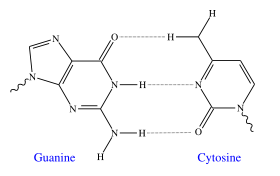 H
N O H
N N H N
N N
N H O N
H
Guanine Cytosine